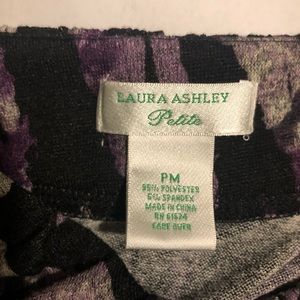 LAURA ASHLEY
Petite
PM
95% POLYESTER
5% SPANDEX
MADE IN CHINA
RN 61624
CARE OVER